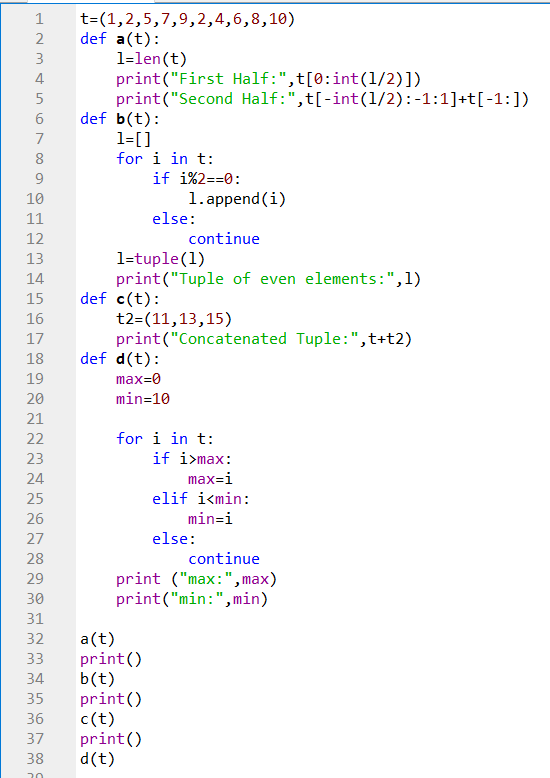 1 t=(1,2,5,7,9,2,4,6,8,10)
2 def a(t):
3     l=len(t)
4     print("First Half:",t[0:int(l/2)])
5     print("Second Half:",t[-int(l/2):-1:1]+t[-1:])
6 def b(t):
7     l=[]
8     for i in t:
9         if i%2==0:
10             l.append(i)
11         else:
12             continue
13     l=tuple(l)
14     print("Tuple of even elements:",l)
15 def c(t):
16     t2=(11,13,15)
17     print("Concatenated Tuple:",t+t2)
18 def d(t):
19     max=0
20     min=10
21
22     for i in t:
23         if i>max:
24             max=i
25         elif i<min:
26             min=i
27         else:
28             continue
29     print ("max:",max)
30     print("min:",min)
31
32 a(t)
33 print()
34 b(t)
35 print()
36 c(t)
37 print()
38 d(t)